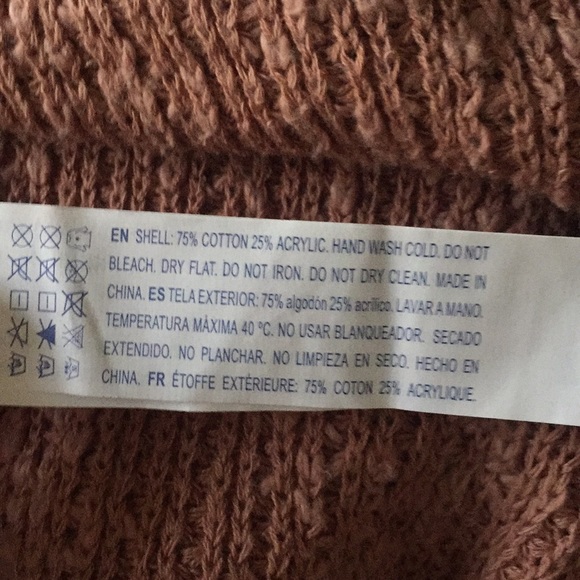 EN SHELL: 75% COTTON 25% ACRYLIC. HAND WASH COLD. DO NOT
BLEACH. DRY FLAT. DO NOT IRON. DO NOT DRY CLEAN. MADE IN
CHINA. ES TELA EXTERIOR: 75% algodón 25% acrílico. LAVAR A MANO.
TEMPERATURA MÁXIMA 40 ºC. NO USAR BLANQUEADOR. SECADO
EXTENDIDO. NO PLANCHAR. NO LIMPIEZA EN SECO. HECHO EN
CHINA. FR ÉTOFFE EXTÉRIEURE: 75% COTON 25% ACRYLIQUE.